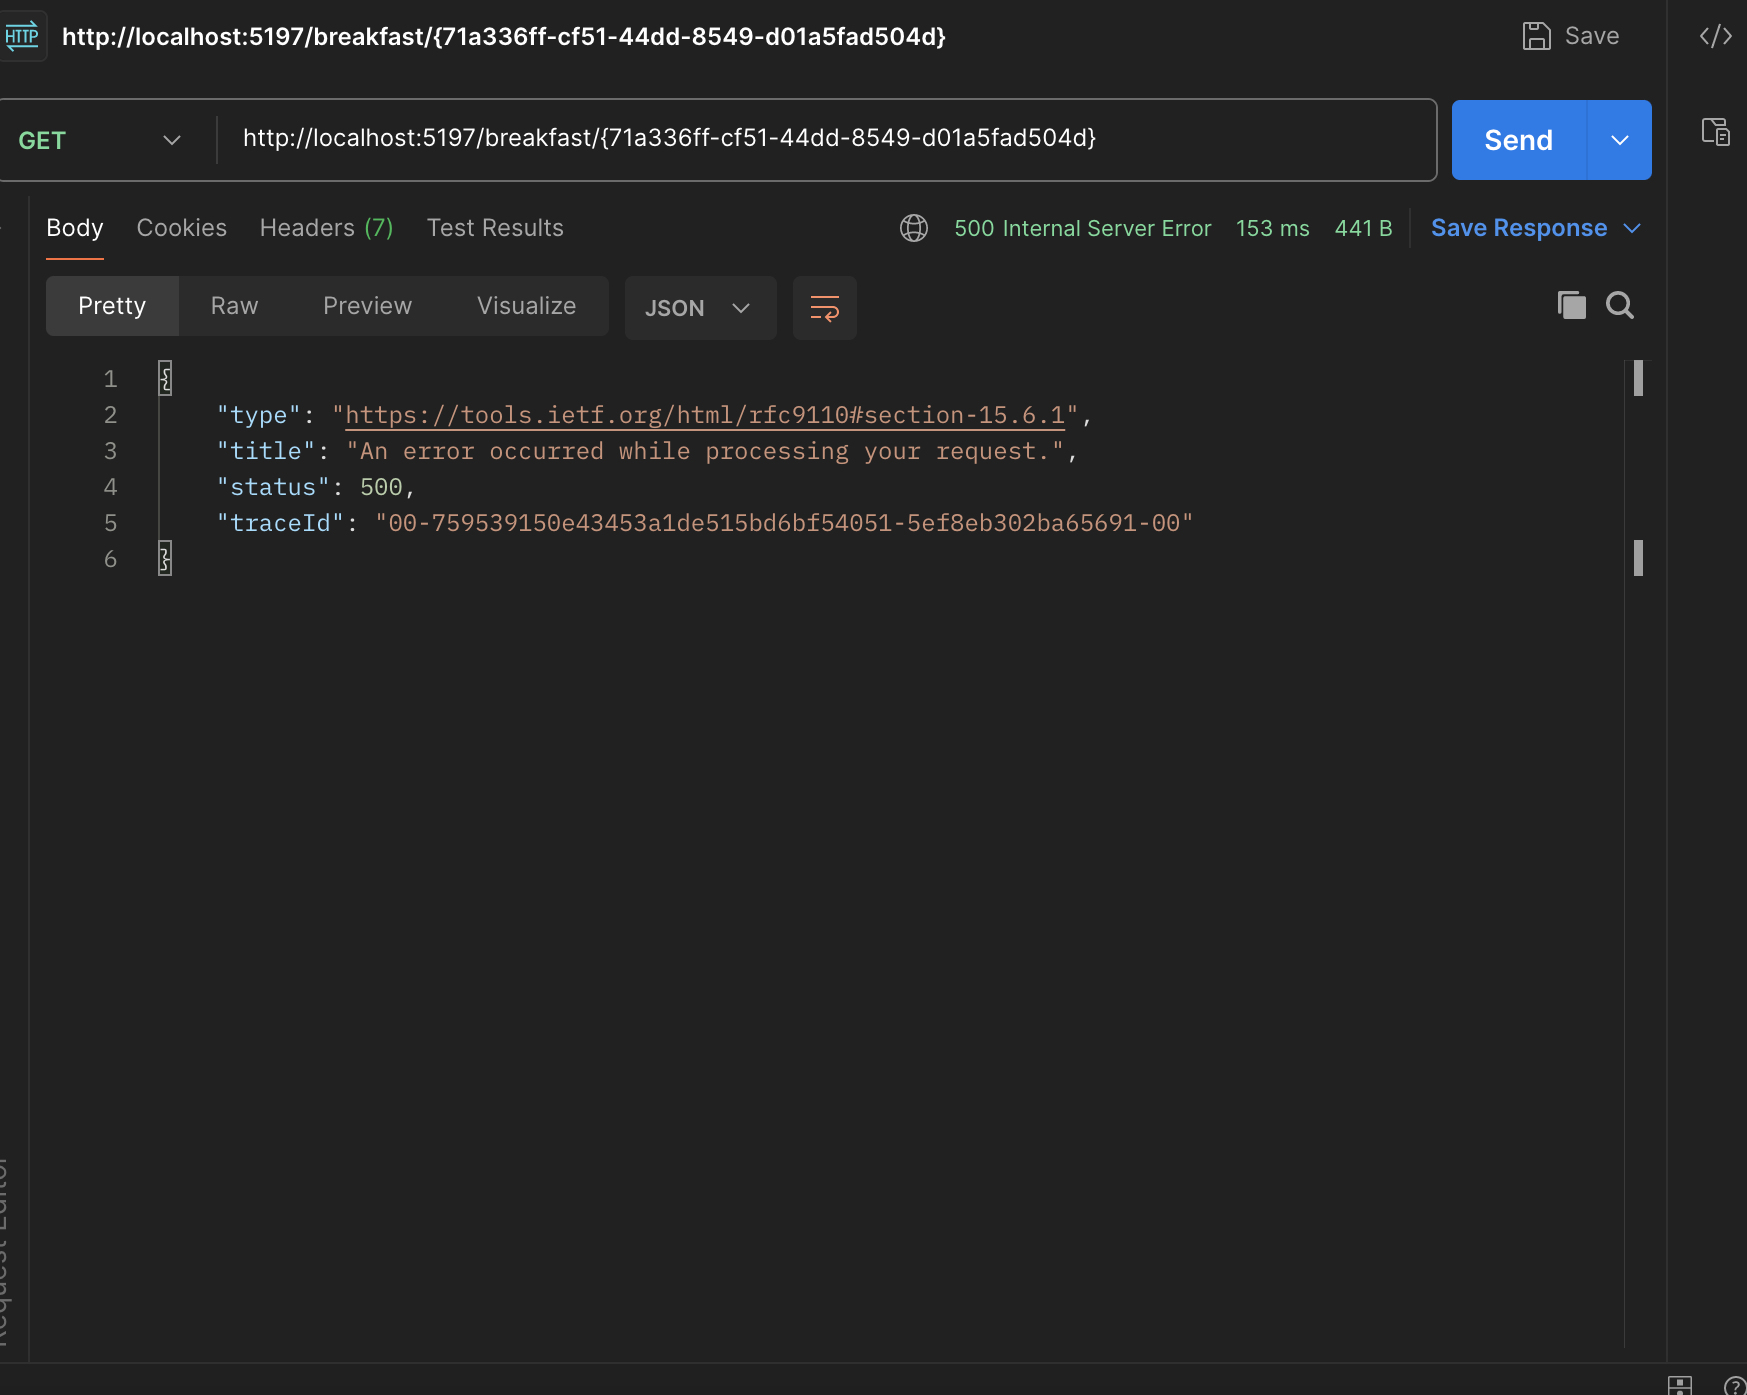 HTTP http://localhost:5197/breakfast/{71a336ff-cf51-44dd-8549-d01a5fad504d} Save </>
GET http://localhost:5197/breakfast/{71a336ff-cf51-44dd-8549-d01a5fad504d} Send
Body Cookies Headers (7) Test Results 500 Internal Server Error 153 ms 441 B Save Response
Pretty Raw Preview Visualize JSON
1 {
2 "type": "https://tools.ietf.org/html/rfc9110#section-15.6.1",
3 "title": "An error occurred while processing your request.",
4 "status": 500,
5 "traceId": "00-759539150e43453a1de515bd6bf54051-5ef8eb302ba65691-00"
6 }
Request Editor